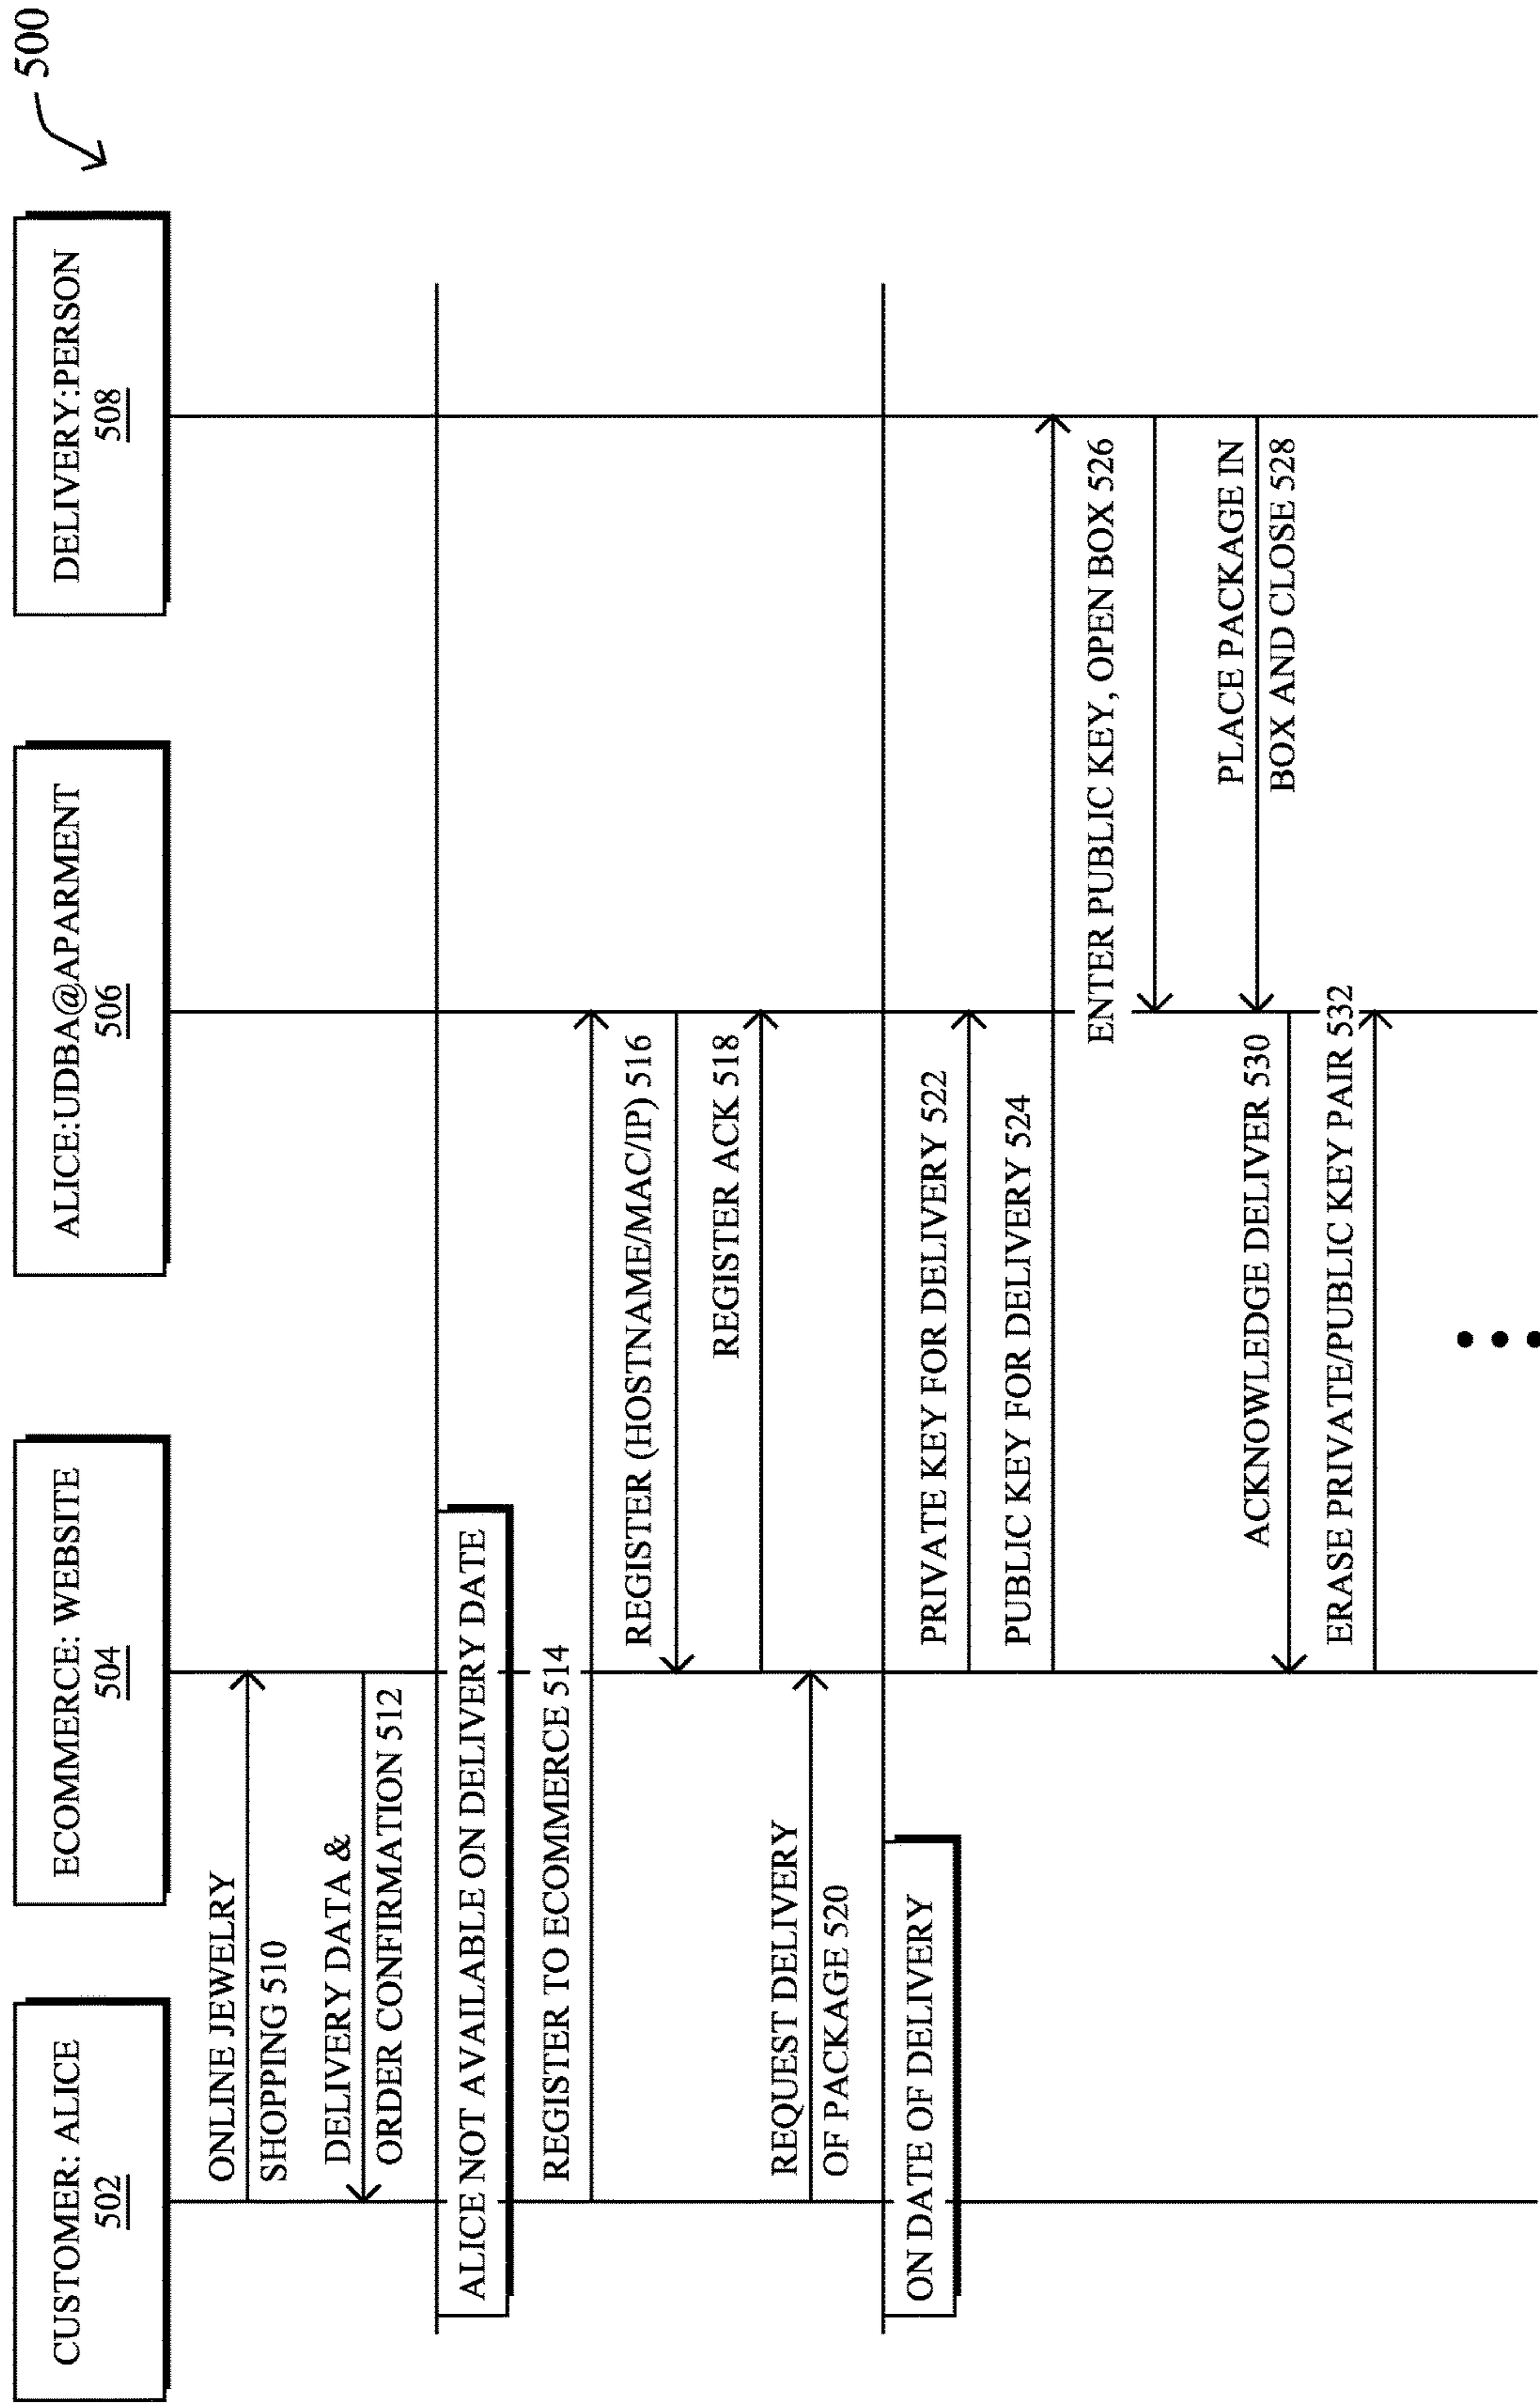 500
CUSTOMER: ALICE
502
ECOMMERCE: WEBSITE
504
ALICE:UDBA@APARMENT
506
DELIVERY:PERSON
508
ONLINE JEWELRY
SHOPPING 510
DELIVERY DATA &
ORDER CONFIRMATION 512
ALICE NOT AVAILABLE ON DELIVERY DATE
REGISTER TO ECOMMERCE 514
REGISTER (HOSTNAME/MAC/IP) 516
REGISTER ACK 518
REQUEST DELIVERY
OF PACKAGE 520
ON DATE OF DELIVERY
PRIVATE KEY FOR DELIVERY 522
PUBLIC KEY FOR DELIVERY 524
ENTER PUBLIC KEY, OPEN BOX 526
PLACE PACKAGE IN
BOX AND CLOSE 528
ACKNOWLEDGE DELIVER 530
ERASE PRIVATE/PUBLIC KEY PAIR 532